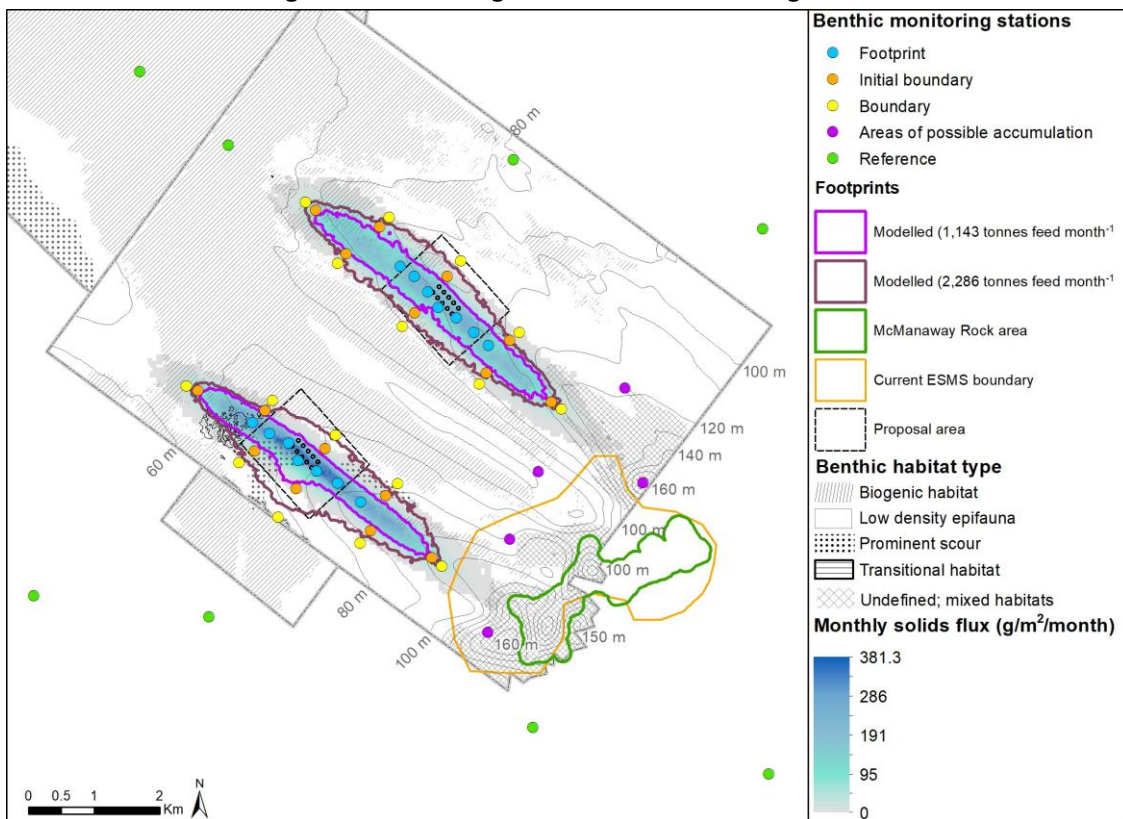 80 m
100 m
120 m
140 m
160 m
100 m
100 m
60 m
80 m
100 m
160 m
150 m
0 0.5 1 2
Km
N
Benthic monitoring stations
Footprint
Initial boundary
Boundary
Areas of possible accumulation
Reference
Footprints
Modelled (1,143 tonnes feed month⁻¹
Modelled (2,286 tonnes feed month⁻¹
McManaway Rock area
Current ESMS boundary
Proposal area
Benthic habitat type
Biogenic habitat
Low density epifauna
Prominent scour
Transitional habitat
Undefined; mixed habitats
Monthly solids flux (g/m²/month)
381.3
286
191
95
0